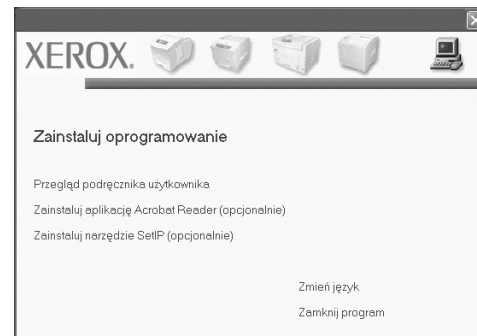 XEROX.
Zainstaluj oprogramowanie
Przegląd podręcznika użytkownika
Zainstaluj aplikację Acrobat Reader (opcjonalnie)
Zainstaluj narzędzie SetIP (opcjonalnie)
Zmień język
Zamknij program